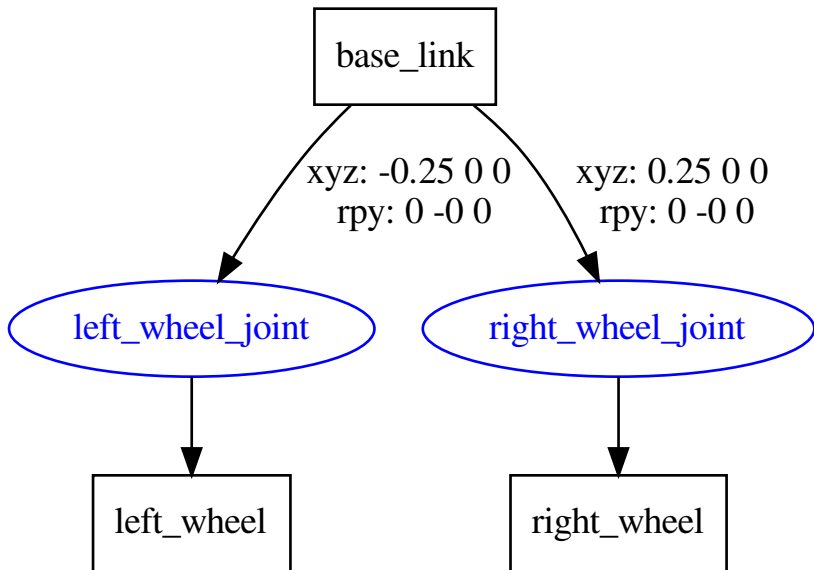 base_link
xyz: -0.25 0 0
rpy: 0 -0 0
xyz: 0.25 0 0
rpy: 0 -0 0
left_wheel_joint
right_wheel_joint
left_wheel
right_wheel